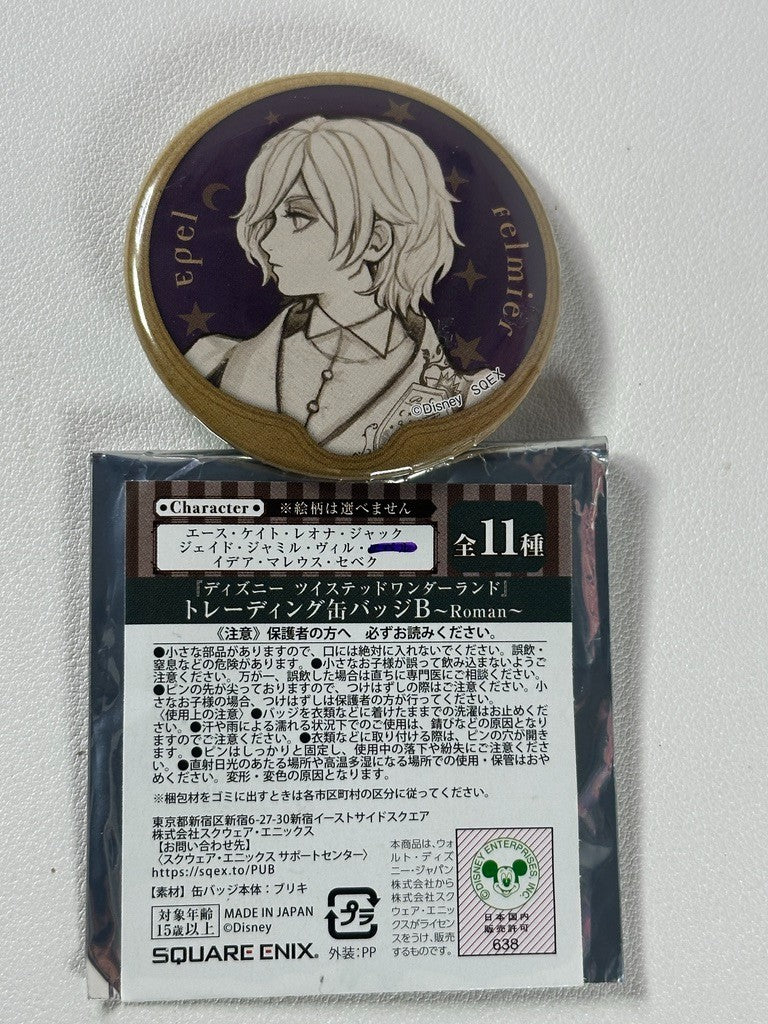 Epel
Felmier
©Disney SQEX
•Character•
※絵柄は選べません
エース・ケイト・レオナ・ジャック
ジェイド・ジャミル・ヴィル・
イデア・マレウス・セベク
全11種
『ディズニー ツイステッドワンダーランド』
トレーディング缶バッジB～Roman～
《注意》保護者の方へ 必ずお読みください。
●小さな部品がありますので、口には絶対に入れないでください。誤飲・
窒息などの危険があります。●小さなお子様が誤って飲み込まないようご
注意ください。万が一、誤飲した場合は直ちに専門医にご相談ください。
●ピンの先が尖っておりますので、つけはずしの際はご注意ください。小
さなお子様の場合、つけはずしは保護者の方が行ってください。
〈使用上の注意〉●バッジを衣類などに着けたままでの洗濯はお止めくだ
さい。●汗や雨による濡れる状況下でのご使用は、錆びなどの原因となり
ますのでご注意ください。●衣類などに取り付ける際は、ピンの穴が開き
ます。●ピンはしっかりと固定し、使用中の落下や紛失にご注意くださ
い。●直射日光のあたる場所や高温多湿になる場所での使用・保管はおや
めください。変形・変色の原因となります。
※梱包材をゴミに出すときは各市区町村の区分に従ってください。
東京都新宿区新宿6-27-30新宿イーストサイドスクエア
株式会社スクウェア・エニックス
【お問い合わせ先】
〈スクウェア・エニックス サポートセンター〉
https://sqex.to/PUB
【素材】缶バッジ本体：ブリキ
対象年齢
15歳以上
MADE IN JAPAN
©Disney
SQUARE ENIX®
プラ
外装：PP
本商品は、ウォ
ルト・ディズ
ニー・ジャパン
株式会社から
株式会社スク
ウェア・エニッ
クスがライセン
スをうけ、販売
するものです。
©DISNEY ENTERPRISES, INC.
日本国内
販売許可
638